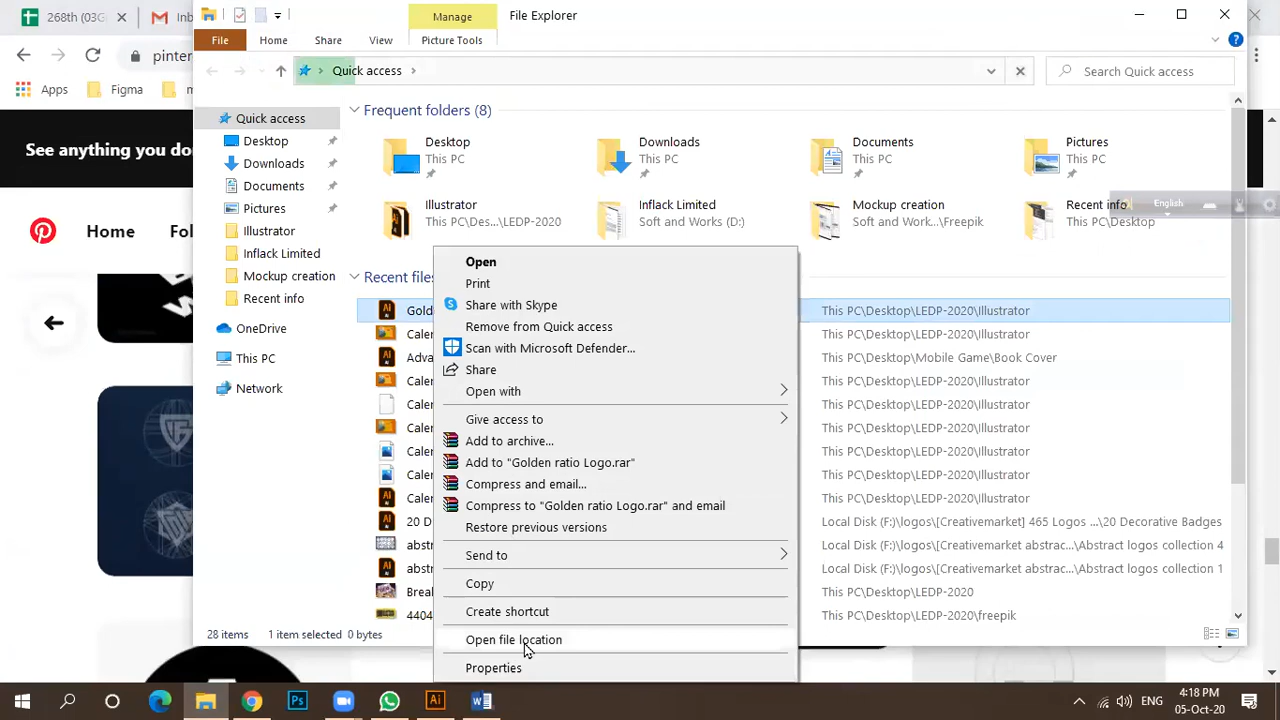 268th (03G
Inb
Manage
File Explorer
File
Home
Share
View
Picture Tools
pinter
Quick access
Search Quick access
Apps
Figma
See anything you do
Home
Fol
Quick access
Desktop
Downloads
Documents
Pictures
Illustrator
Inflack Limited
Mockup creation
Recent info
OneDrive
This PC
Network
Frequent folders (8)
Desktop
This PC
Downloads
This PC
Documents
This PC
Pictures
This PC
Illustrator
This PC\Des...\LEDP-2020
Inflack Limited
Soft and Works (D:)
Mockup creation
Soft and Work...\Freepik
Recent info
This PC\Desktop
English
Recent files
Gold
This PC\Desktop\LEDP-2020\Illustrator
Caler
This PC\Desktop\LEDP-2020\Illustrator
Adva
This PC\Desktop\Mobile Game\Book Cover
Caler
This PC\Desktop\LEDP-2020\Illustrator
Caler
This PC\Desktop\LEDP-2020\Illustrator
Caler
This PC\Desktop\LEDP-2020\Illustrator
Caler
This PC\Desktop\LEDP-2020\Illustrator
Caler
This PC\Desktop\LEDP-2020\Illustrator
Caler
This PC\Desktop\LEDP-2020\Illustrator
20 D
Local Disk (F:)\logos\[Creativemarket] 465 Logo...\20 Decorative Badges
abstr
Local Disk (F:)\logos\[Creativemarket abstrac...\Abstract logos collection 4
abstr
Local Disk (F:)\logos\[Creativemarket abstrac...\Abstract logos collection 1
Break
This PC\Desktop\LEDP-2020
4404
This PC\Desktop\LEDP-2020\freepik
Open
Print
Share with Skype
Remove from Quick access
Scan with Microsoft Defender...
Share
Open with
Give access to
Add to archive...
Add to "Golden ratio Logo.rar"
Compress and email...
Compress to "Golden ratio Logo.rar" and email
Restore previous versions
Send to
Copy
Create shortcut
Open file location
Properties
28 items
1 item selected 0 bytes
Ps
Ai
ENG
4:18 PM
05-Oct-20